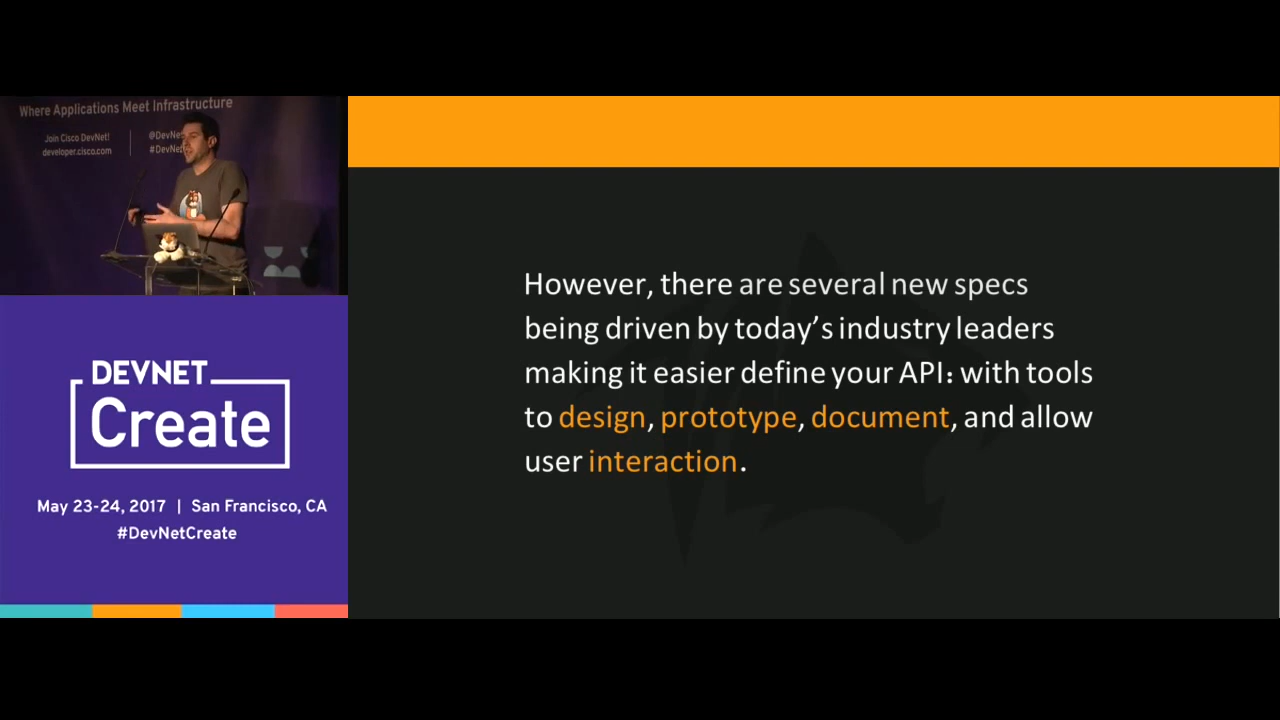 Where Applications Meet Infrastructure
Join Cisco DevNet!
developer.cisco.com
@DevNe
#DevNe
DEVNET
Create
May 23-24, 2017 | San Francisco, CA
#DevNetCreate
However, there are several new specs
being driven by today’s industry leaders
making it easier define your API: with tools
to design, prototype, document, and allow
user interaction.